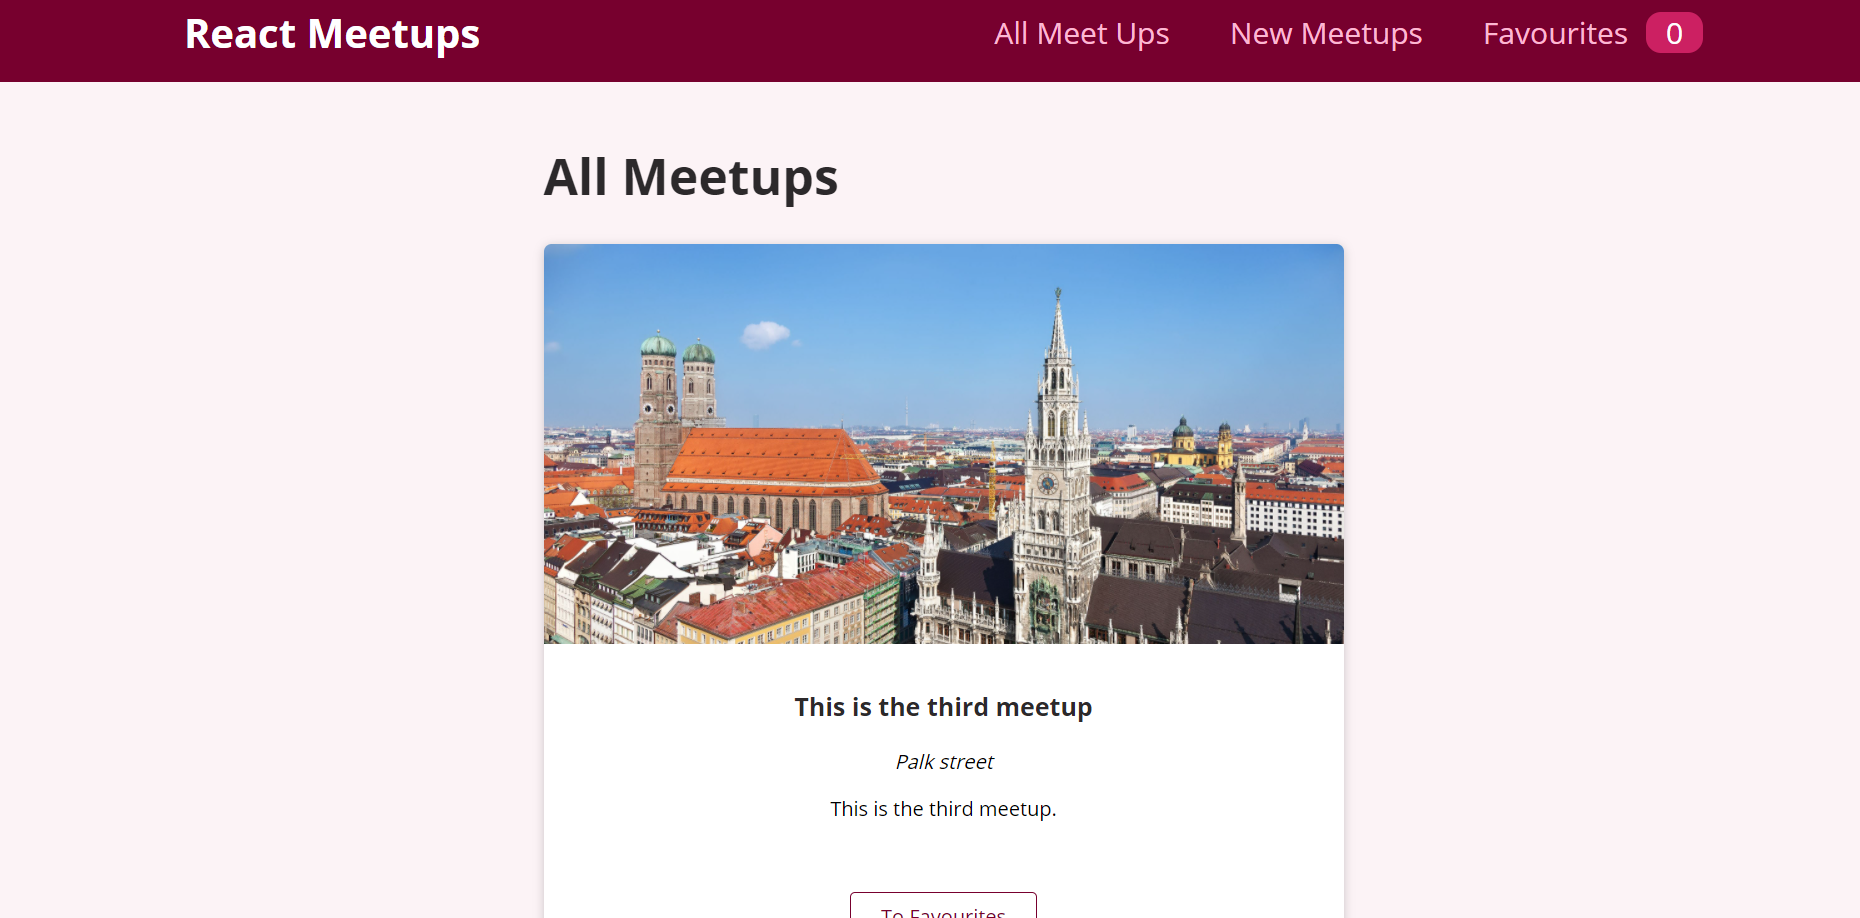 React Meetups
All Meet Ups
New Meetups
Favourites 0
All Meetups
This is the third meetup
Palk street
This is the third meetup.
To Favourites